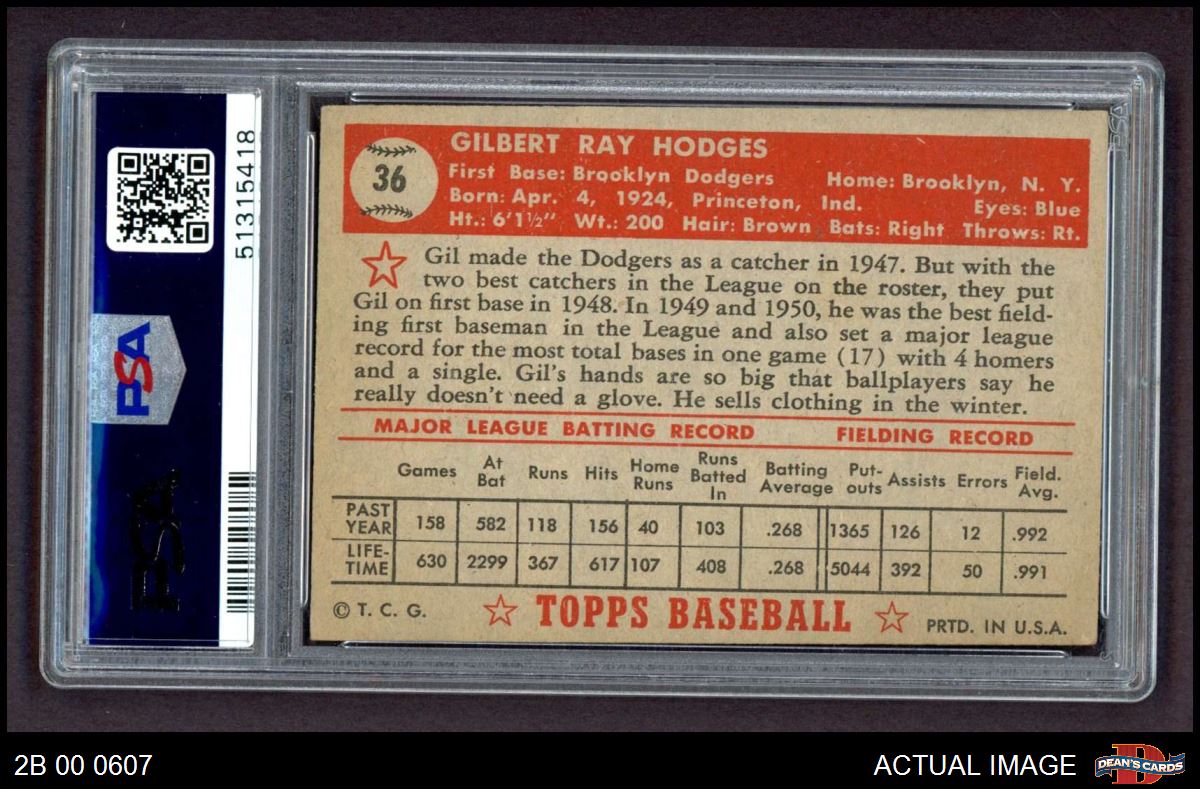 51315418
PSA
PSA
36
GILBERT RAY HODGES
First Base: Brooklyn Dodgers Home: Brooklyn, N. Y.
Born: Apr. 4, 1924, Princeton, Ind. Eyes: Blue
Ht.: 6'1½" Wt.: 200 Hair: Brown Bats: Right Throws: Rt.
Gil made the Dodgers as a catcher in 1947. But with the
two best catchers in the League on the roster, they put
Gil on first base in 1948. In 1949 and 1950, he was the best field-
ing first baseman in the League and also set a major league
record for the most total bases in one game (17) with 4 homers
and a single. Gil's hands are so big that ballplayers say he
really doesn't need a glove. He sells clothing in the winter.
MAJOR LEAGUE BATTING RECORD FIELDING RECORD
Games At Bat Runs Hits Home Runs Runs Batted In Batting Average Put-outs Assists Errors Field. Avg.
PAST YEAR 158 582 118 156 40 103 .268 1365 126 12 .992
LIFE-TIME 630 2299 367 617 107 408 .268 5044 392 50 .991
© T. C. G. TOPPS BASEBALL PRTD. IN U.S.A.
PSA
PSA
2B 00 0607 ACTUAL IMAGE DEAN'S CARDS